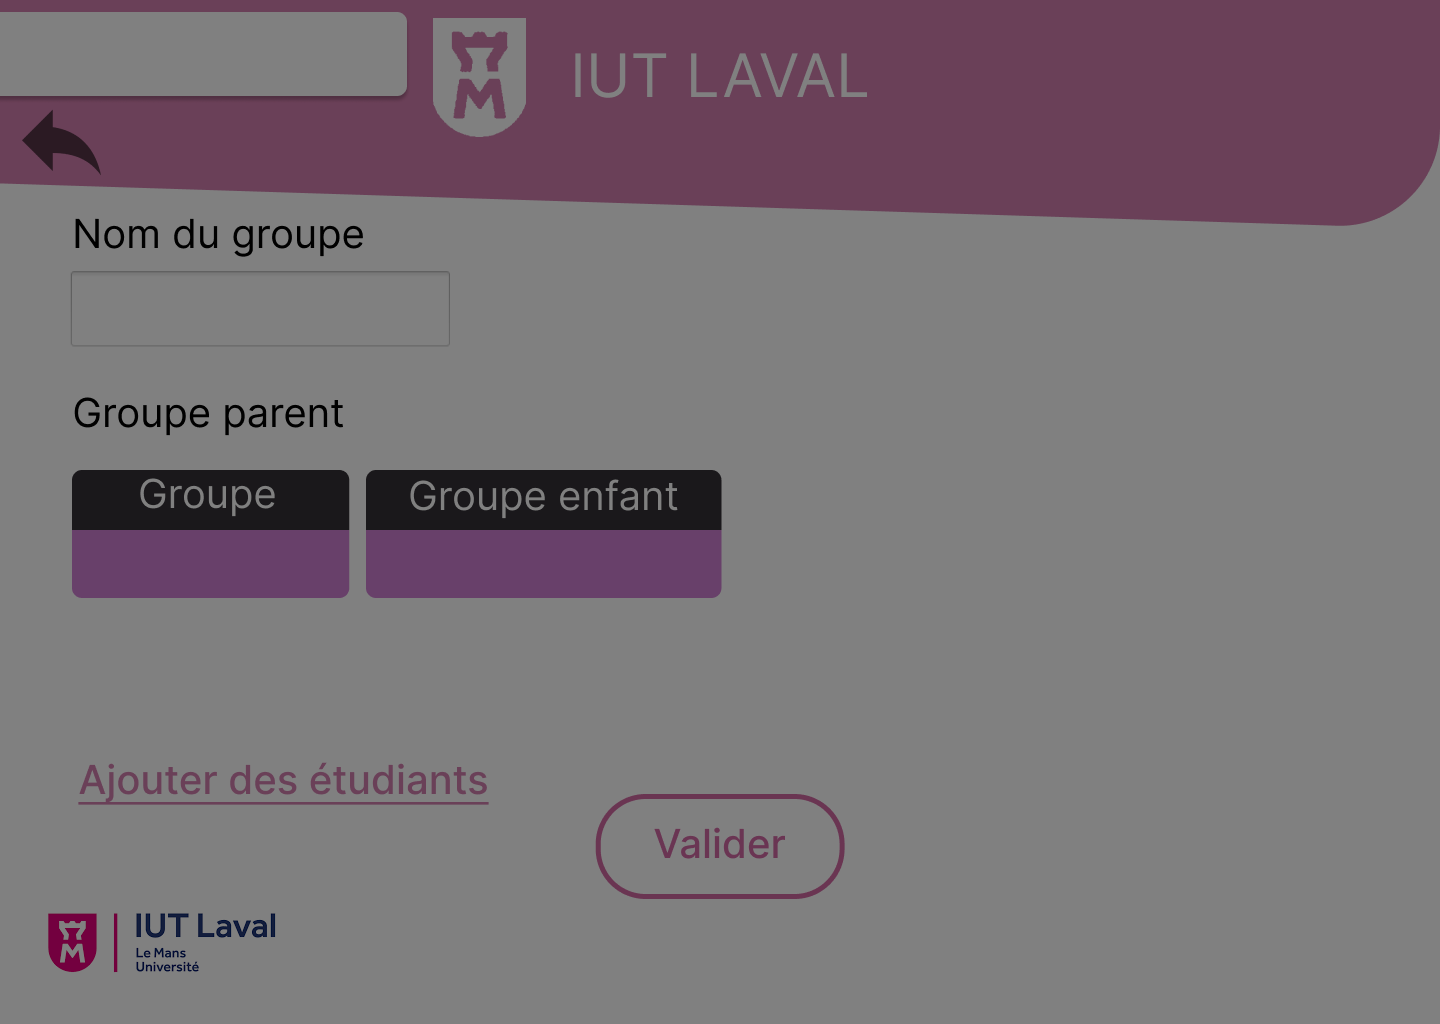 IUT LAVAL
Nom du groupe
Groupe parent
Groupe
Groupe enfant
Ajouter des étudiants
Valider
IUT Laval
Le Mans
Université